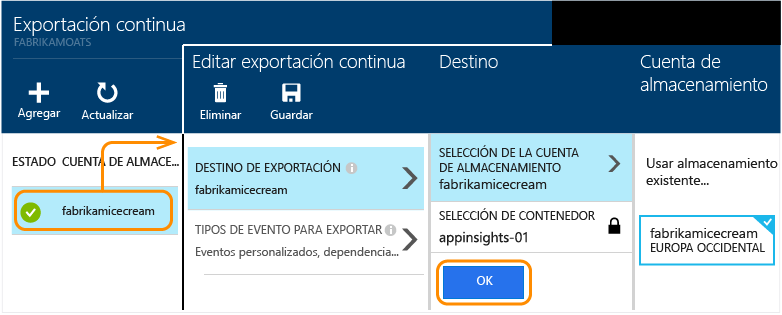 Exportación continua
FABRIKAMOATS
Agregar
Actualizar
ESTADO CUENTA DE ALMACE...
fabrikamicecream
Editar exportación continua
Eliminar
Guardar
DESTINO DE EXPORTACIÓN
fabrikamicecream
TIPOS DE EVENTO PARA EXPORTAR
Eventos personalizados, dependencia...
Destino
SELECCIÓN DE LA CUENTA
DE ALMACENAMIENTO
fabrikamicecream
SELECCIÓN DE CONTENEDOR
appinsights-01
OK
Cuenta de
almacenamiento
Usar almacenamiento
existente...
fabrikamicecream
EUROPA OCCIDENTAL